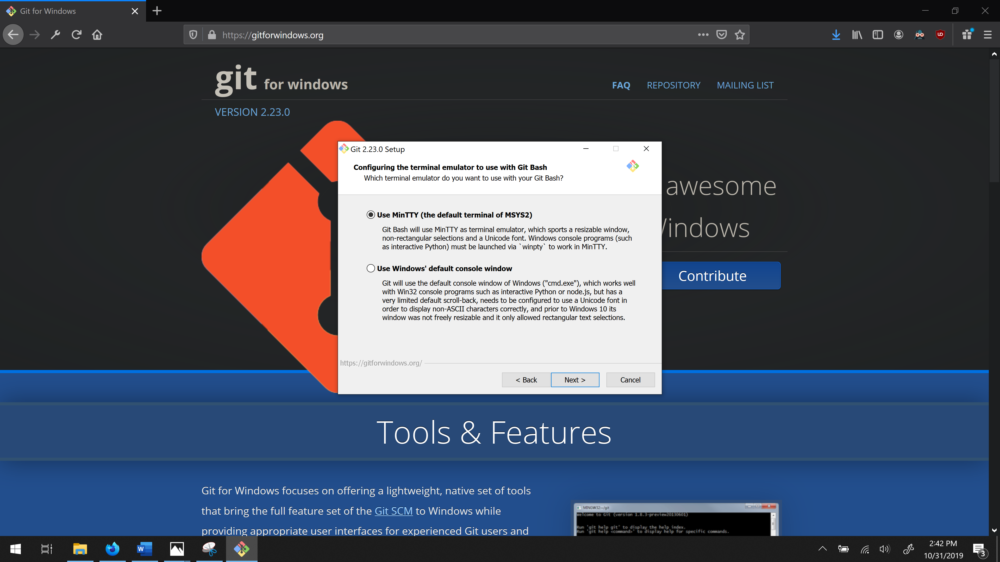 Git for Windows
https://gitforwindows.org
git for windows
FAQ REPOSITORY MAILING LIST
VERSION 2.23.0
awesome
indows
Contribute
Git 2.23.0 Setup
Configuring the terminal emulator to use with Git Bash
Which terminal emulator do you want to use with your Git Bash?
Use MinTTY (the default terminal of MSYS2)
Git Bash will use MinTTY as terminal emulator, which sports a resizable window,
non-rectangular selections and a Unicode font. Windows console programs (such
as interactive Python) must be launched via `winpty` to work in MinTTY.
Use Windows' default console window
Git will use the default console window of Windows ("cmd.exe"), which works well
with Win32 console programs such as interactive Python or node.js, but has a
very limited default scroll-back, needs to be configured to use a Unicode font in
order to display non-ASCII characters correctly, and prior to Windows 10 its
window was not freely resizable and it only allowed rectangular text selections.
https://gitforwindows.org/
< Back Next > Cancel
Tools & Features
Git for Windows focuses on offering a lightweight, native set of tools
that bring the full feature set of the Git SCM to Windows while
providing appropriate user interfaces for experienced Git users and
MINGW32:~/git
Welcome to Git (version 1.8.3-preview20130601)
Run 'git help git' to display the help index.
Run 'git help <command>' to display help for specific commands.
2:42 PM
10/31/2019
3